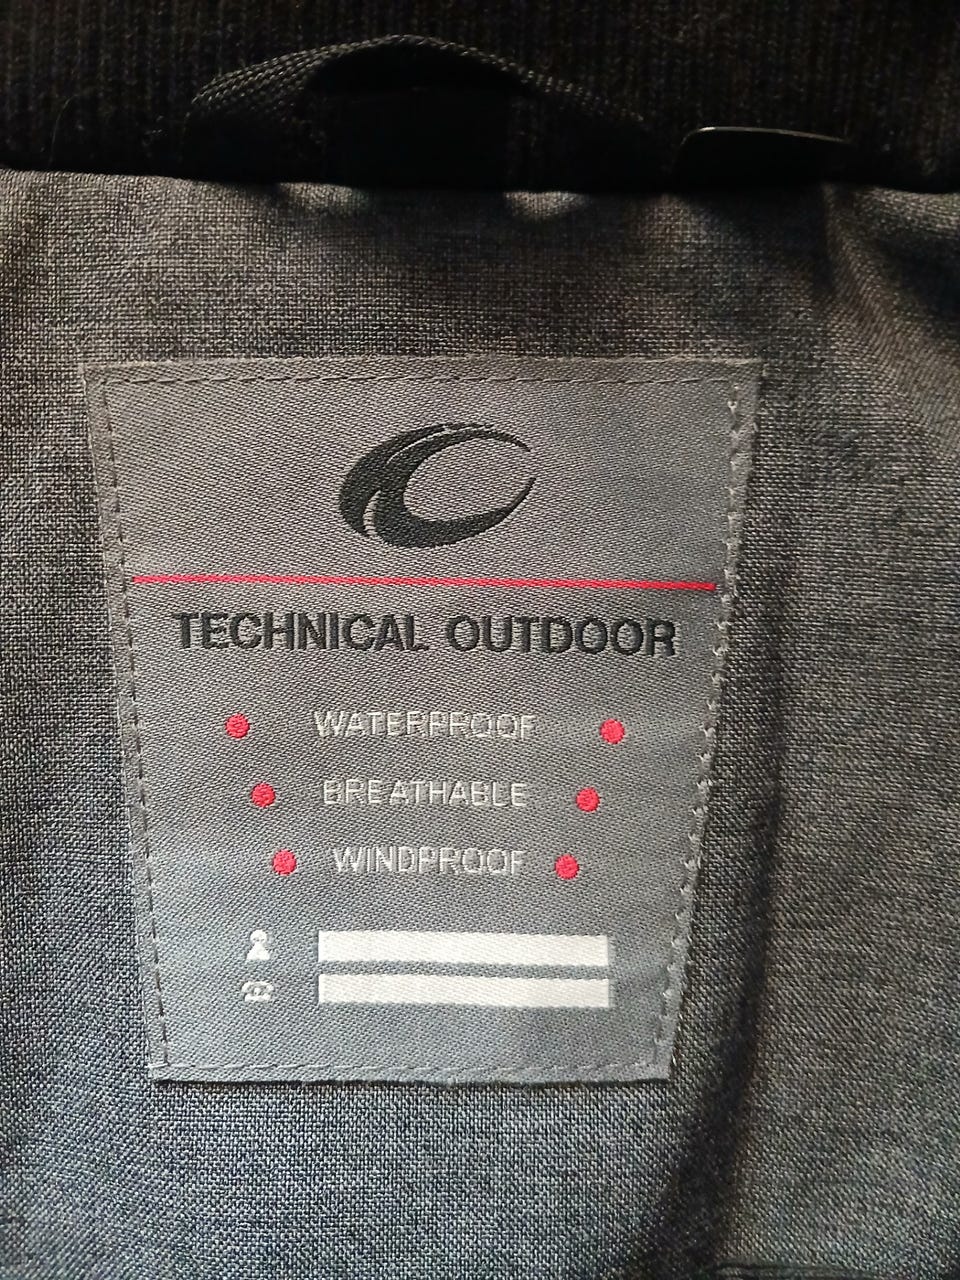 TECHNICAL OUTDOOR
WATERPROOF
BREATHABLE
WINDPROOF